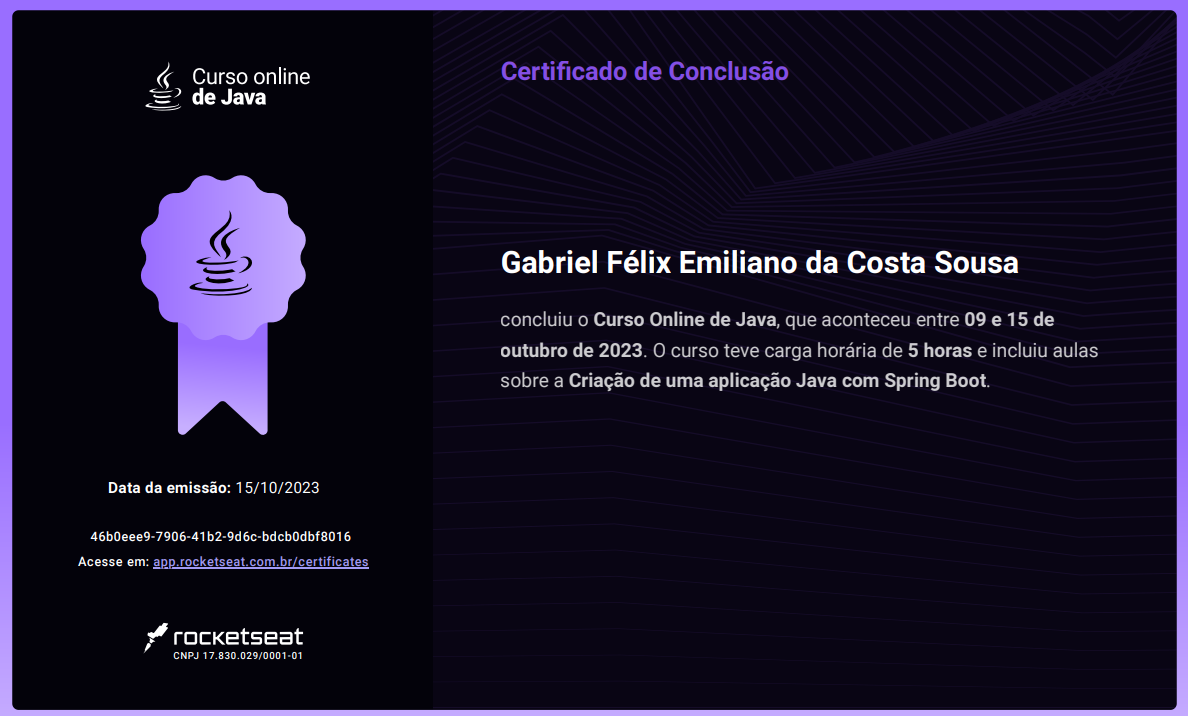 Curso online
de Java
Data da emissão: 15/10/2023
46b0eee9-7906-41b2-9d6c-bdcb0dbf8016
Acesse em: app.rocketseat.com.br/certificates
rocketseat
CNPJ 17.830.029/0001-01
Certificado de Conclusão
Gabriel Félix Emiliano da Costa Sousa
concluiu o Curso Online de Java, que aconteceu entre 09 e 15 de
outubro de 2023. O curso teve carga horária de 5 horas e incluiu aulas
sobre a Criação de uma aplicação Java com Spring Boot.